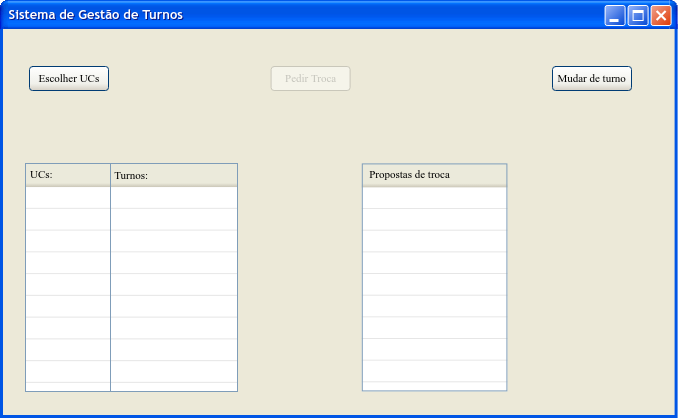 Sistema de Gestão de Turnos
Escolher UCs
Pedir Troca
Mudar de turno
UCs:
Turnos:
Propostas de troca